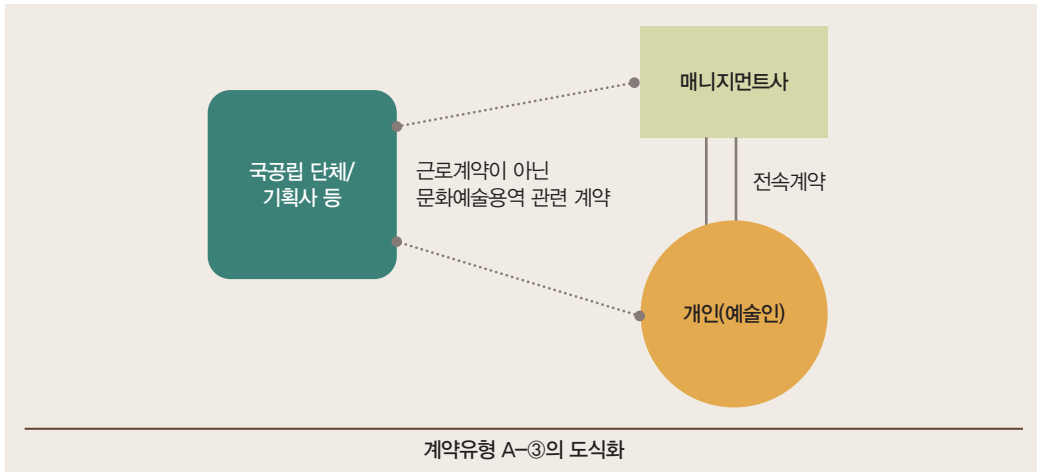 매니지먼트사
국공립 단체/
기획사 등
근로계약이 아닌
문화예술용역 관련 계약
전속계약
개인(예술인)
계약유형 A-③의 도식화